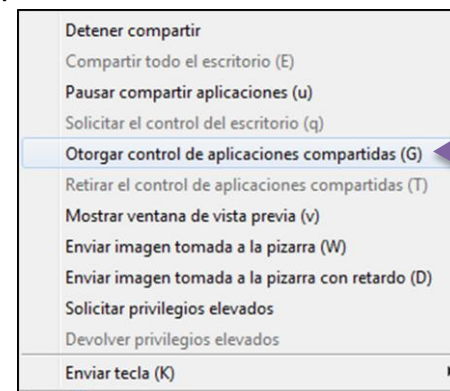 Detener compartir
Compartir todo el escritorio (E)
Pausar compartir aplicaciones (u)
Solicitar el control del escritorio (q)
Otorgar control de aplicaciones compartidas (G)
Retirar el control de aplicaciones compartidas (T)
Mostrar ventana de vista previa (v)
Enviar imagen tomada a la pizarra (W)
Enviar imagen tomada a la pizarra con retardo (D)
Solicitar privilegios elevados
Devolver privilegios elevados
Enviar tecla (K)